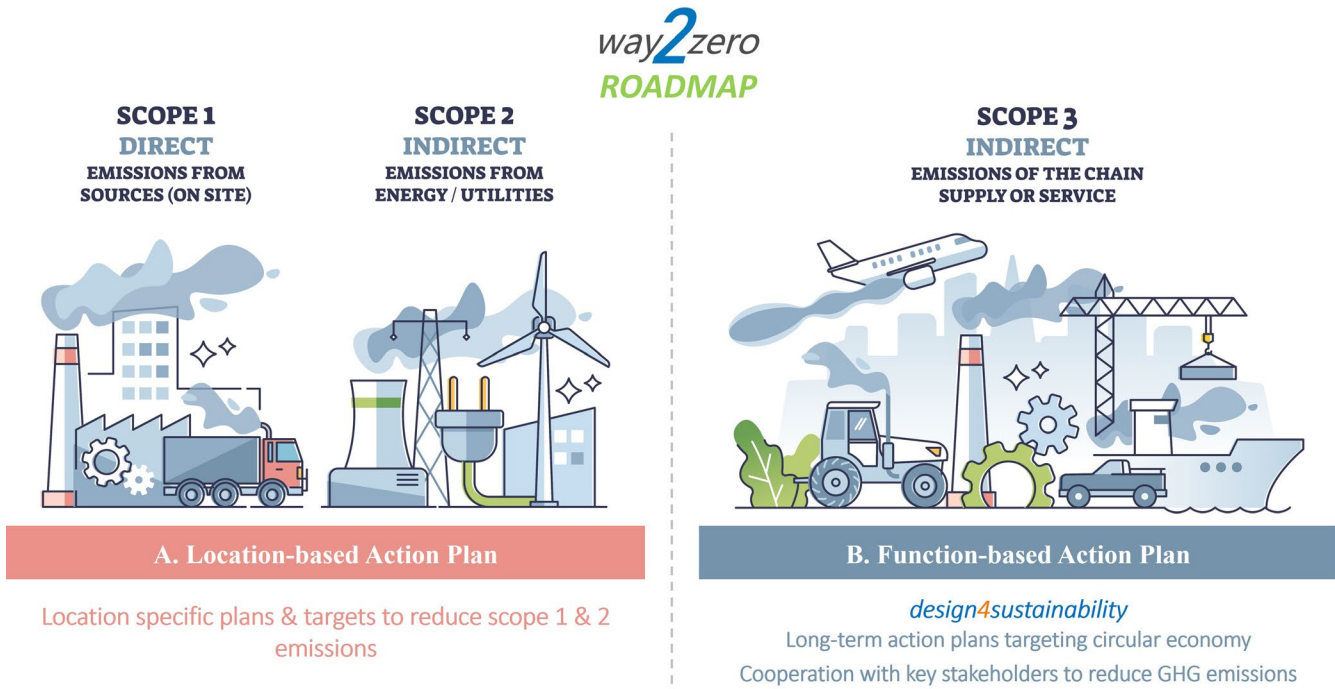 way2zero
ROADMAP
SCOPE 1
DIRECT
EMISSIONS FROM
SOURCES (ON SITE)
SCOPE 2
INDIRECT
EMISSIONS FROM
ENERGY / UTILITIES
SCOPE 3
INDIRECT
EMISSIONS OF THE CHAIN
SUPPLY OR SERVICE
A. Location-based Action Plan
Location specific plans & targets to reduce scope 1 & 2
emissions
B. Function-based Action Plan
design4sustainability
Long-term action plans targeting circular economy
Cooperation with key stakeholders to reduce GHG emissions